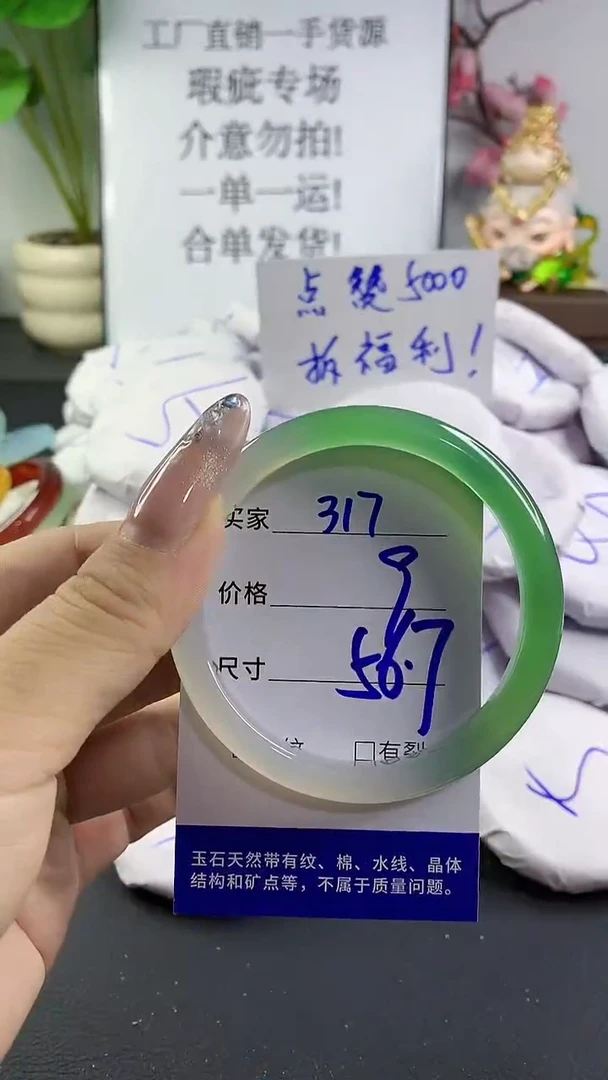 工厂直销一手货源
瑕疵专场
介意勿拍!
一单一运!
合单发货!
点赞5000
拆福利!
买家 317
价格 9
尺寸 56.7
口有裂
玉石天然带有纹、棉、水线、晶体
结构和矿点等，不属于质量问题。